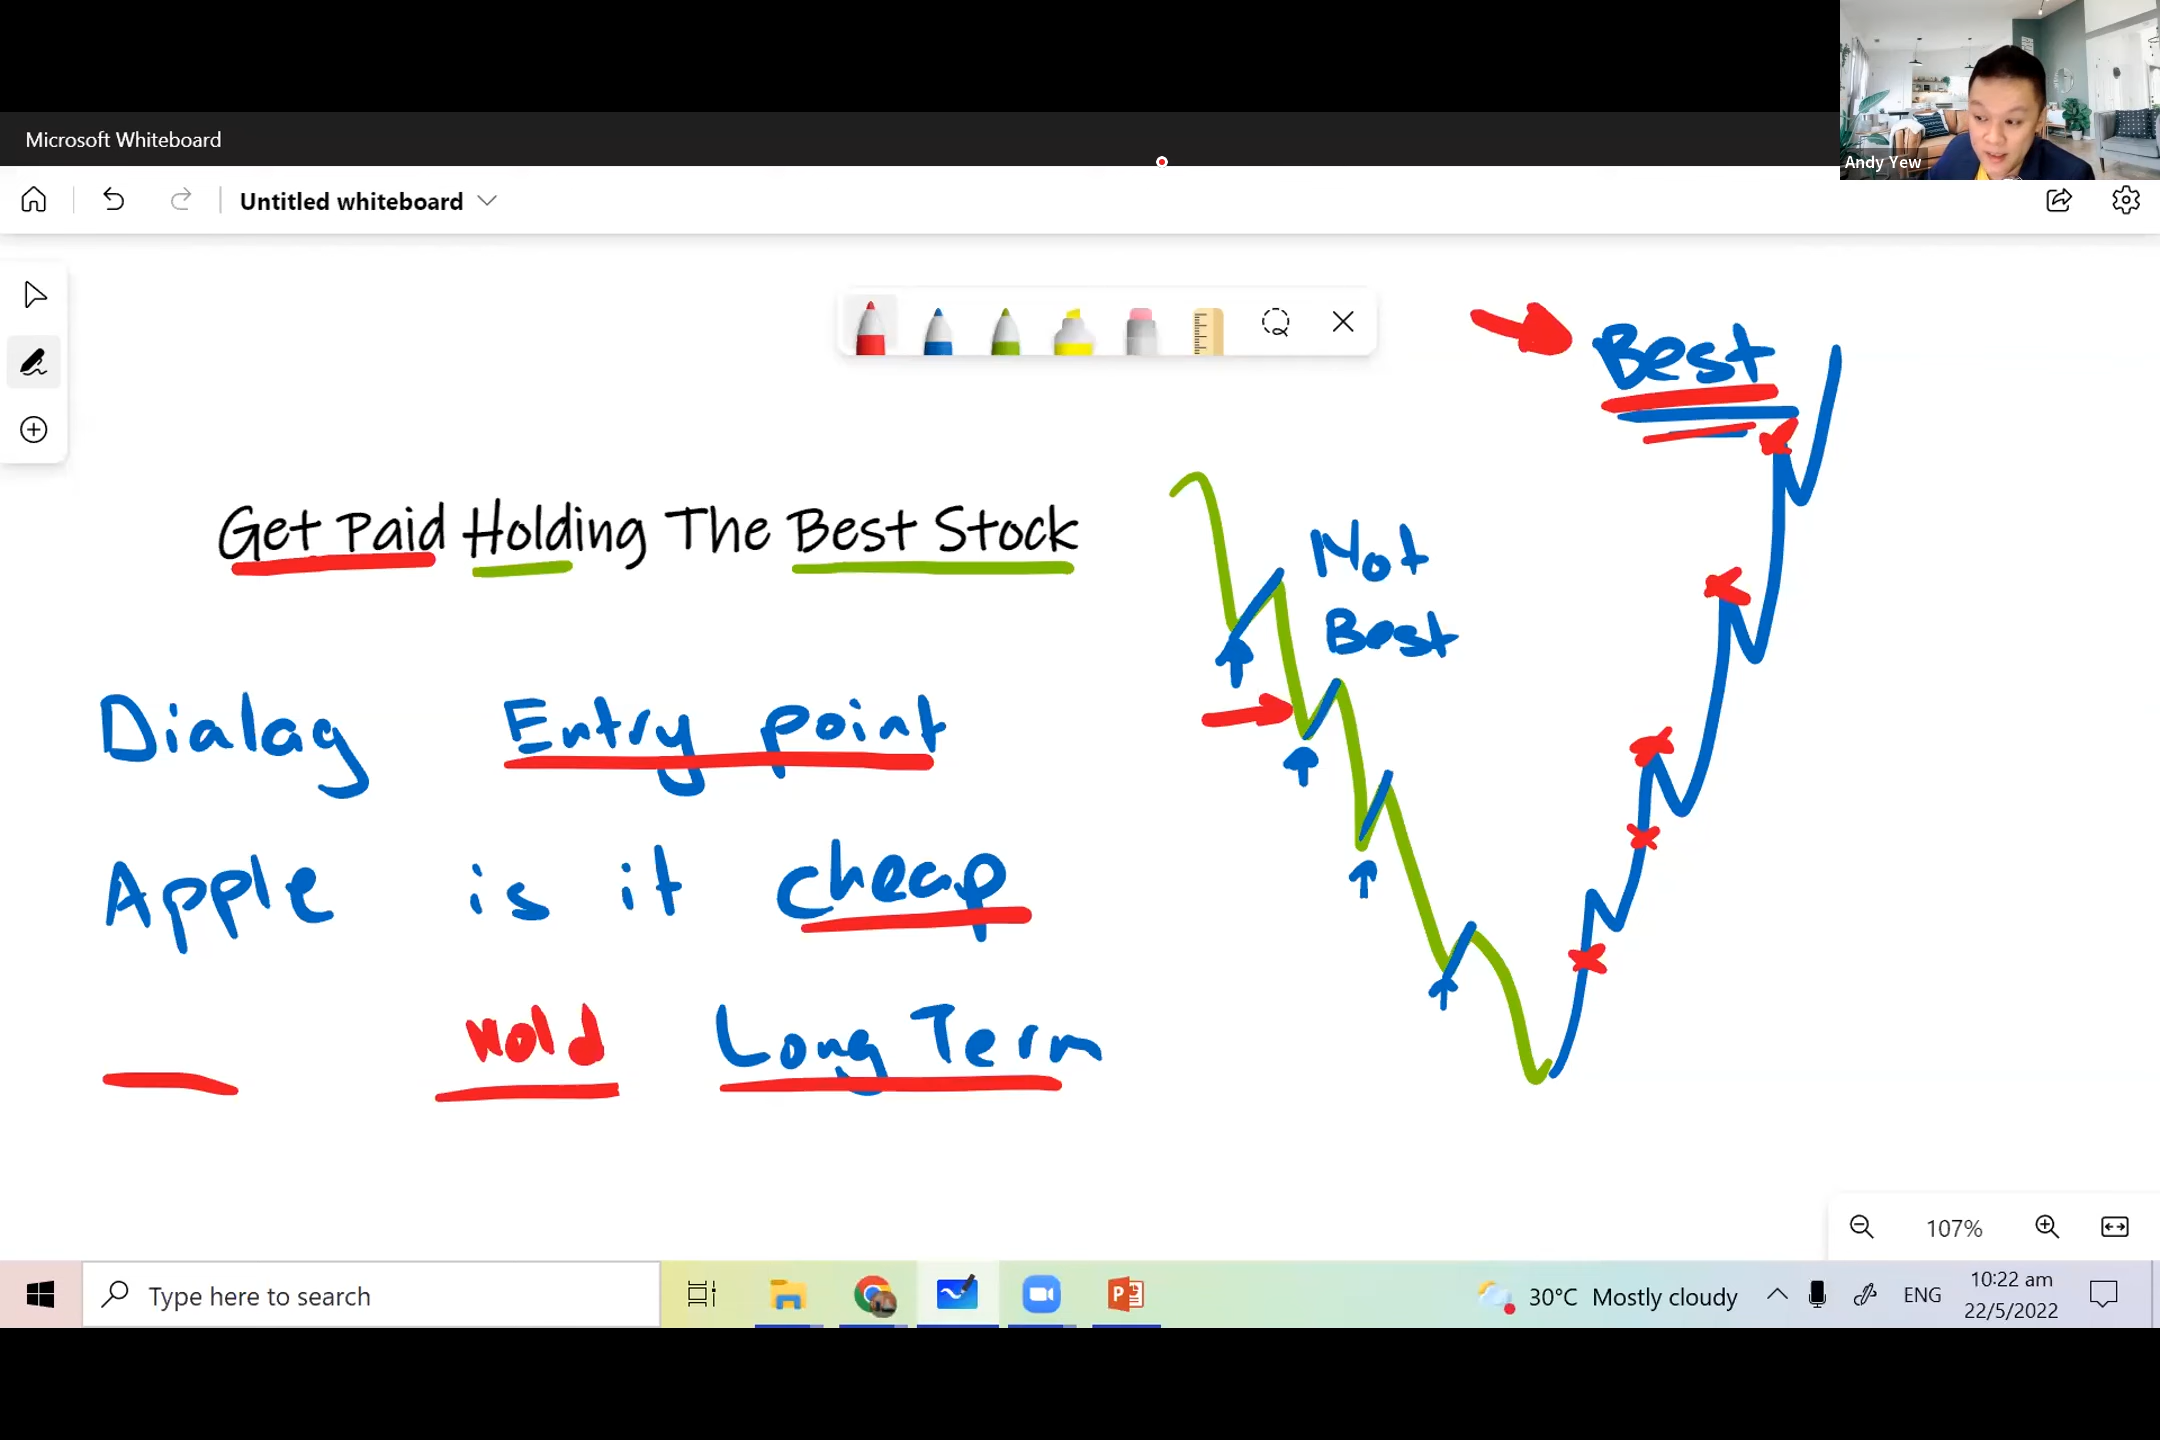 Andy Yew
Microsoft Whiteboard
Untitled whiteboard
Best
Get Paid Holding The Best Stock
Not
Best
Dialag Entry point
Apple is it cheap
Hold Long Term
107%
Type here to search
30°C Mostly cloudy
ENG
10:22 am
22/5/2022